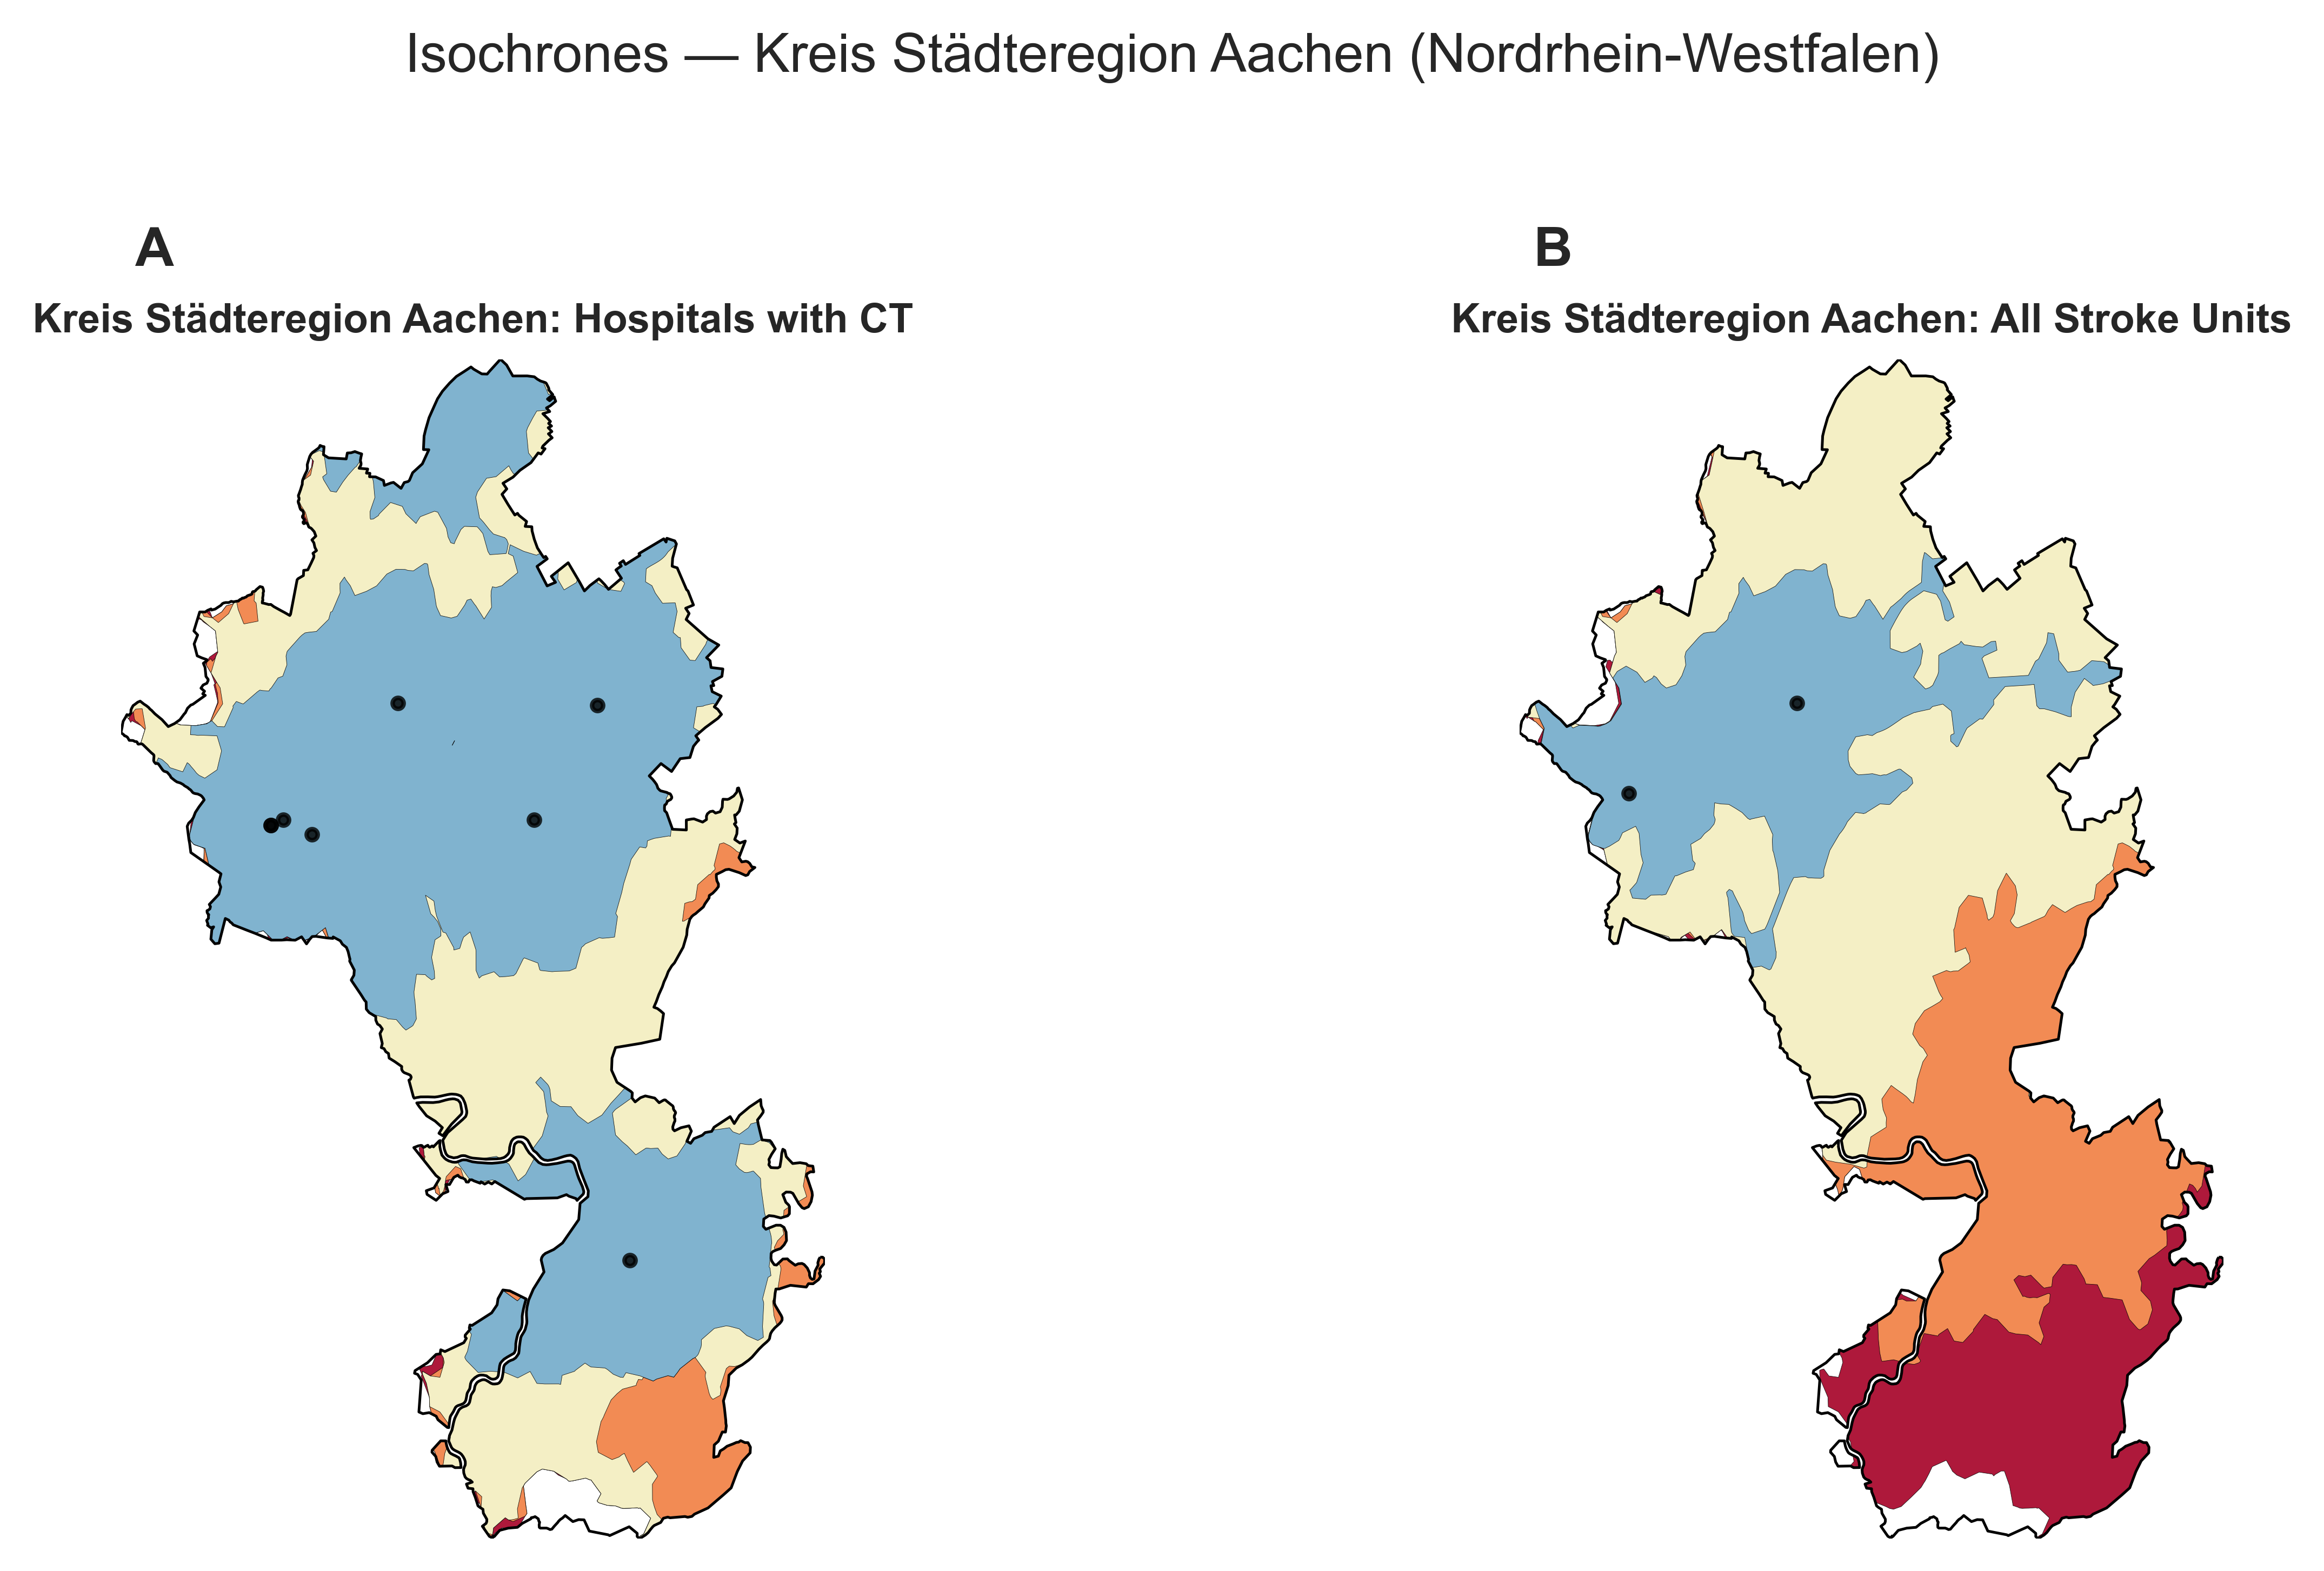 Isochrones — Kreis Städteregion Aachen (Nordrhein-Westfalen)
A
Kreis Städteregion Aachen: Hospitals with CT
B
Kreis Städteregion Aachen: All Stroke Units